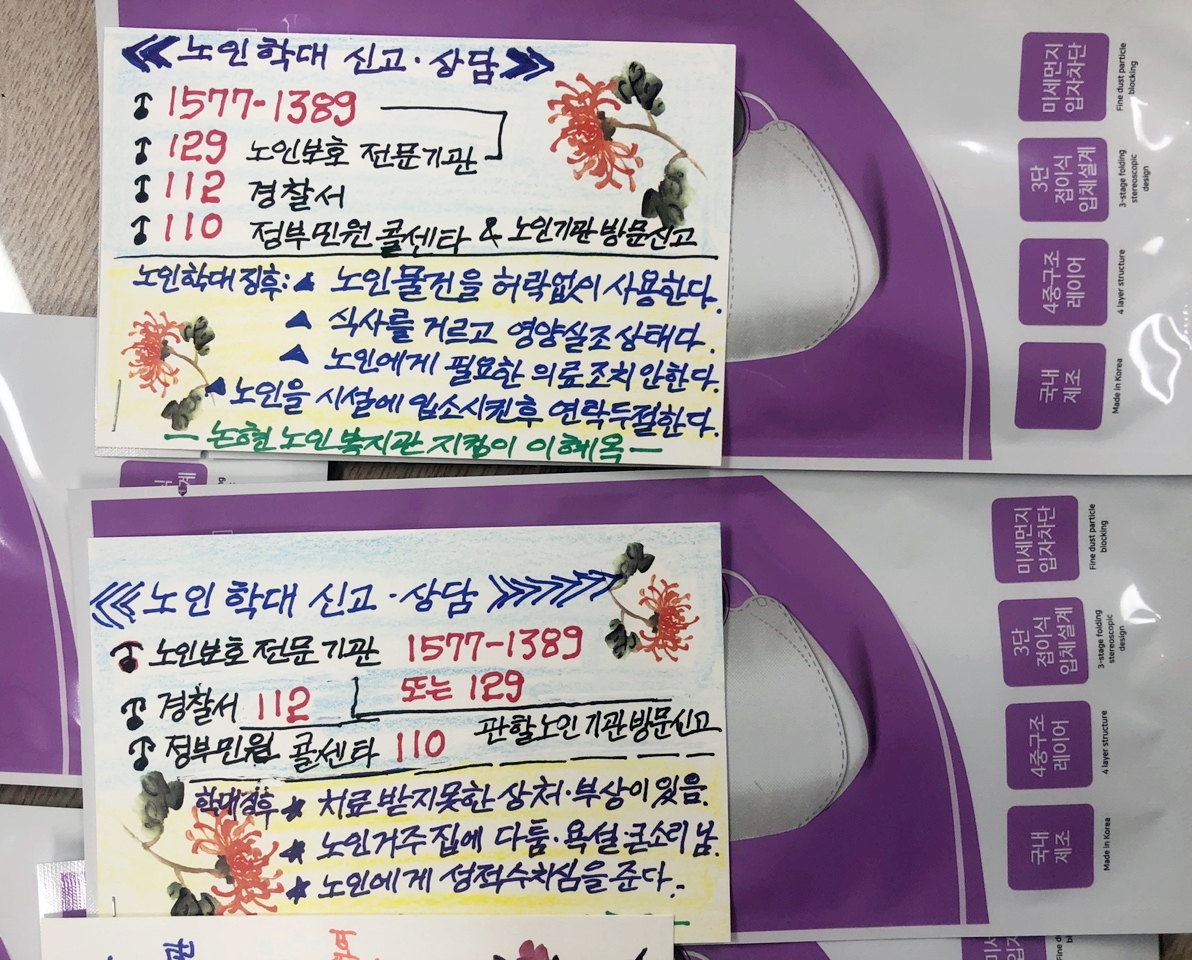 노인학대 신고·상담
1577-1389
129 노인보호 전문기관
112 경찰서
110 정부민원 콜센타 & 노인기관 방문신고
노인학대 징후: ▲ 노인물건을 허락없이 사용한다.
▲ 식사를 거르고 영양실조상태다.
▲ 노인에게 필요한 의료조치안한다.
▲ 노인을 시설에 입소시킨후 연락두절한다.
— 논현노인복지관 지킴이 이혜옥 —
미세먼지
입자차단
Fine dust particle
blocking
3단
접이식
입체설계
3-stage folding
stereoscopic
design
4중구조
레이어
4 layer structure
국내
제조
Made in Korea
노인학대 신고·상담
노인보호전문기관 1577-1389
또는 129
경찰서 112
관할노인기관방문신고
정부민원 콜센타 110
학대징후 ★ 치료받지못한 상처·부상이있음.
★ 노인거주집에 다툼·욕설·큰소리남.
★ 노인에게 성적수치심을준다..
미세먼지
입자차단
Fine dust particle
blocking
3단
접이식
입체설계
3-stage folding
stereoscopic
design
4중구조
레이어
4 layer structure
국내
제조
Made in Korea